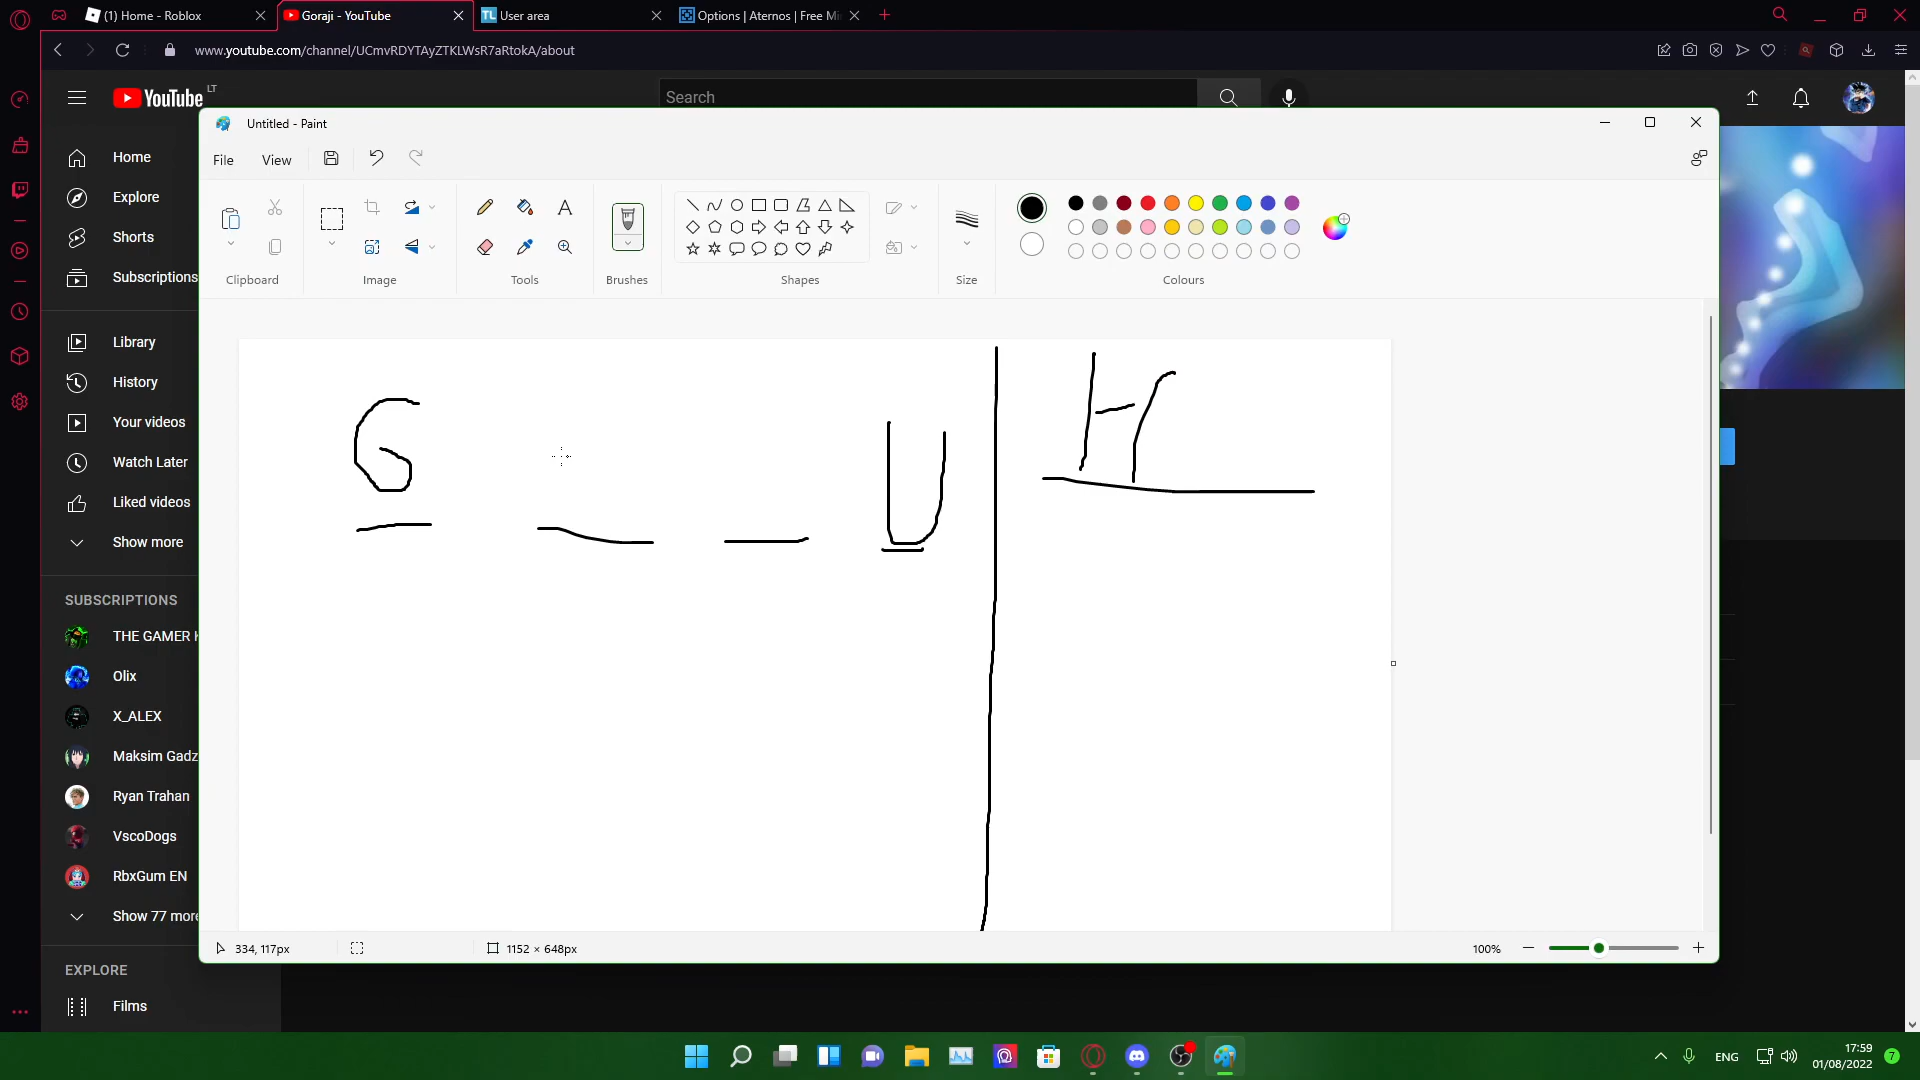 (1) Home - Roblox
Goraji - YouTube
TL User area
Options | Aternos | Free Mi
www.youtube.com/channel/UCmvRDYTAyZTKLWsR7aRtokA/about
YouTube LT
Search
Home
Explore
Shorts
Subscriptions
Library
History
Your videos
Watch Later
Liked videos
Show more
SUBSCRIPTIONS
THE GAMER
Olix
X_ALEX
Maksim Gadz
Ryan Trahan
VscoDogs
RbxGum EN
Show 77 more
EXPLORE
Films
Untitled - Paint
File View
A
Clipboard Image Tools Brushes Shapes Size Colours
G U H
334, 117px
1152 × 648px
100%
ENG
17:59
01/08/2022
7